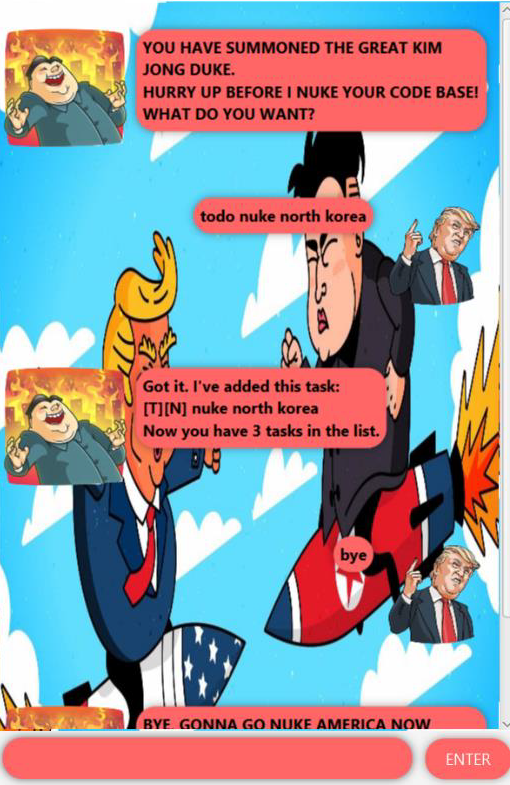 YOU HAVE SUMMONED THE GREAT KIM
JONG DUKE.
HURRY UP BEFORE I NUKE YOUR CODE BASE!
WHAT DO YOU WANT?
todo nuke north korea
Got it. I've added this task:
[T][N] nuke north korea
Now you have 3 tasks in the list.
bye
BYE, GONNA GO NUKE AMERICA NOW
ENTER